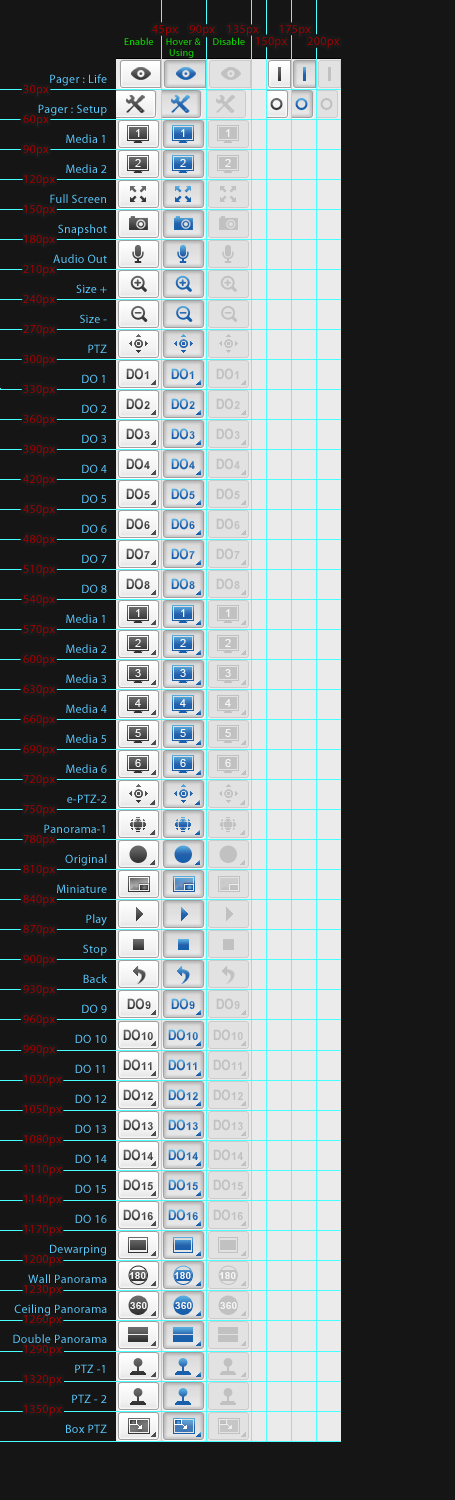 45px 90px 135px 175px
Enable Hover & Using Disable 150px 200px
Pager : Life
30px
Pager : Setup
60px
Media 1 1 1 1
90px
Media 2 2 2 2
120px
Full Screen
150px
Snapshot
180px
Audio Out
210px
Size +
240px
Size -
270px
PTZ
300px
DO 1 DO1 DO1 DO1
330px
DO 2 DO2 DO2 DO2
360px
DO 3 DO3 DO3 DO3
390px
DO 4 DO4 DO4 DO4
420px
DO 5 DO5 DO5 DO5
450px
DO 6 DO6 DO6 DO6
480px
DO 7 DO7 DO7 DO7
510px
DO 8 DO8 DO8 DO8
540px
Media 1 1 1 1
570px
Media 2 2 2 2
600px
Media 3 3 3 3
630px
Media 4 4 4 4
660px
Media 5 5 5 5
690px
Media 6 6 6 6
720px
e-PTZ-2
750px
Panorama-1
780px
Original
810px
Miniature
840px
Play
870px
Stop
900px
Back
930px
DO 9 DO9 DO9 DO9
960px
DO 10 DO10 DO10 DO10
990px
DO 11 DO11 DO11 DO11
1020px
DO 12 DO12 DO12 DO12
1050px
DO 13 DO13 DO13 DO13
1080px
DO 14 DO14 DO14 DO14
1110px
DO 15 DO15 DO15 DO15
1140px
DO 16 DO16 DO16 DO16
1170px
Dewarping
1200px
Wall Panorama 180 180 180
1230px
Ceiling Panorama 360 360 360
1260px
Double Panorama
1290px
PTZ -1
1320px
PTZ - 2
1350px
Box PTZ